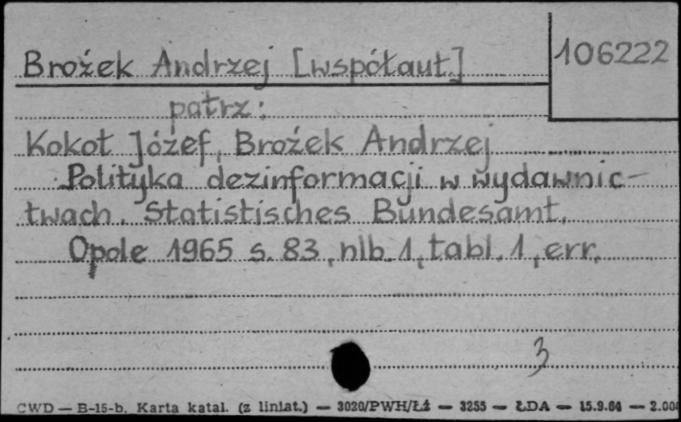 Brożek Andrzej [współaut.]
106222
patrz:
Kokot Józef, Brożek Andrzej
Polityka dezinformacji w wydawnic-
twach. Statistisches Bundesamt.
Opole 1965 s. 83, nlb. 1, tabl. 1, err.
3
CWD — B-15-b. Karta katal. (z liniat.) — 3020/PWH/Łź — 3255 — ŁDA — 15.9.64 — 2.000